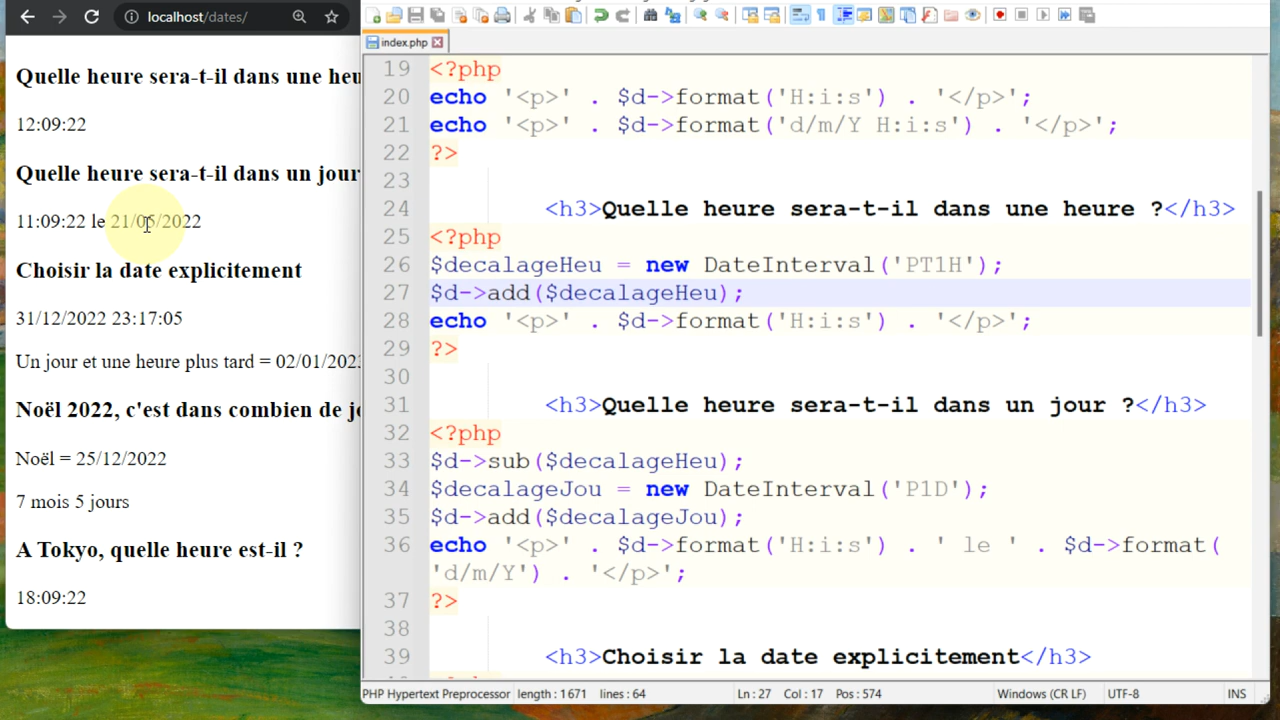 localhost/dates/
Quelle heure sera-t-il dans une heu
12:09:22
Quelle heure sera-t-il dans un jour
11:09:22 le 21/05/2022
Choisir la date explicitement
31/12/2022 23:17:05
Un jour et une heure plus tard = 02/01/202
Noël 2022, c'est dans combien de jo
Noël = 25/12/2022
7 mois 5 jours
A Tokyo, quelle heure est-il ?
18:09:22
index.php
19 <?php
20 echo '<p>' . $d->format('H:i:s') . '</p>';
21 echo '<p>' . $d->format('d/m/Y H:i:s') . '</p>';
22 ?>
23
24 <h3>Quelle heure sera-t-il dans une heure ?</h3>
25 <?php
26 $decalageHeu = new DateInterval('PT1H');
27 $d->add($decalageHeu);
28 echo '<p>' . $d->format('H:i:s') . '</p>';
29 ?>
30
31 <h3>Quelle heure sera-t-il dans un jour ?</h3>
32 <?php
33 $d->sub($decalageHeu);
34 $decalageJou = new DateInterval('P1D');
35 $d->add($decalageJou);
36 echo '<p>' . $d->format('H:i:s') . ' le ' . $d->format(
'd/m/Y') . '</p>';
37 ?>
38
39 <h3>Choisir la date explicitement</h3>
PHP Hypertext Preprocessor length : 1 671 lines : 64 Ln : 27 Col : 17 Pos : 574 Windows (CR LF) UTF-8 INS